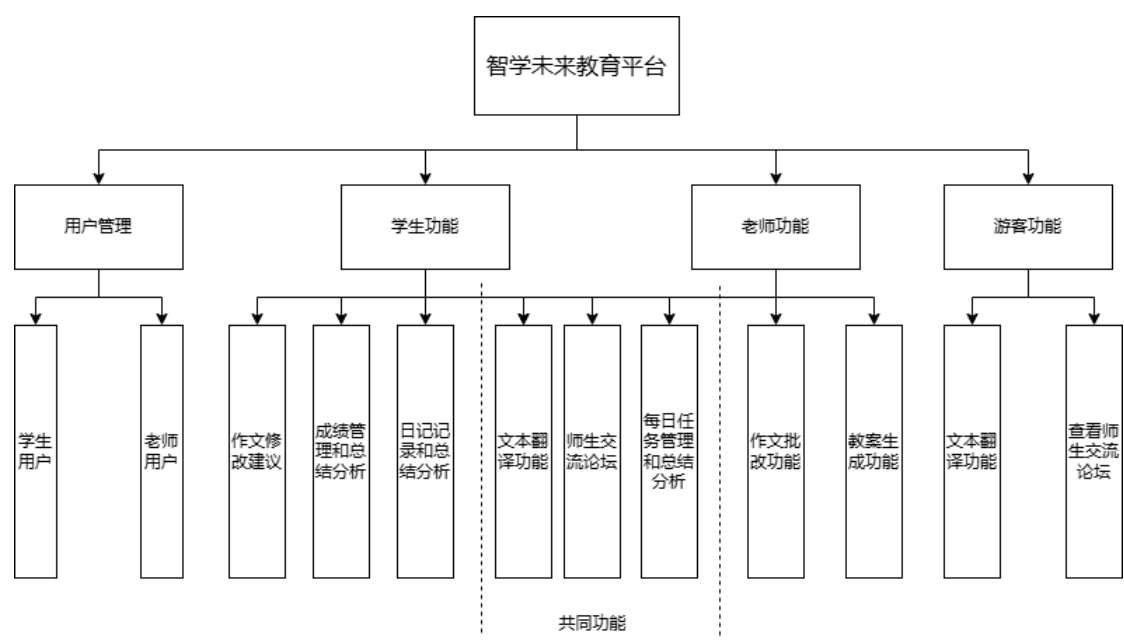 智学未来教育平台
用户管理
学生功能
老师功能
游客功能
学生
用户
老师
用户
作文修
改建议
成绩管
理和总
结分析
日记记
录和总
结分析
文本翻
译功能
师生交
流论坛
每日任
务管理
和总结
分析
作文批
改功能
教案生
成功能
文本翻
译功能
查看师
生交流
论坛
共同功能